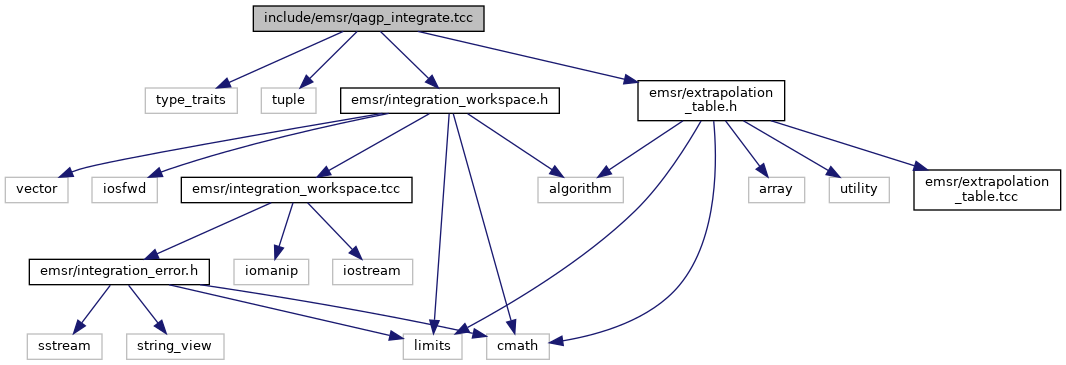 include/emsr/qagp_integrate.tcc
type_traits
tuple
emsr/integration_workspace.h
emsr/extrapolation
_table.h
vector
iosfwd
emsr/integration_workspace.tcc
algorithm
array
utility
emsr/extrapolation
_table.tcc
emsr/integration_error.h
iomanip
iostream
sstream
string_view
limits
cmath